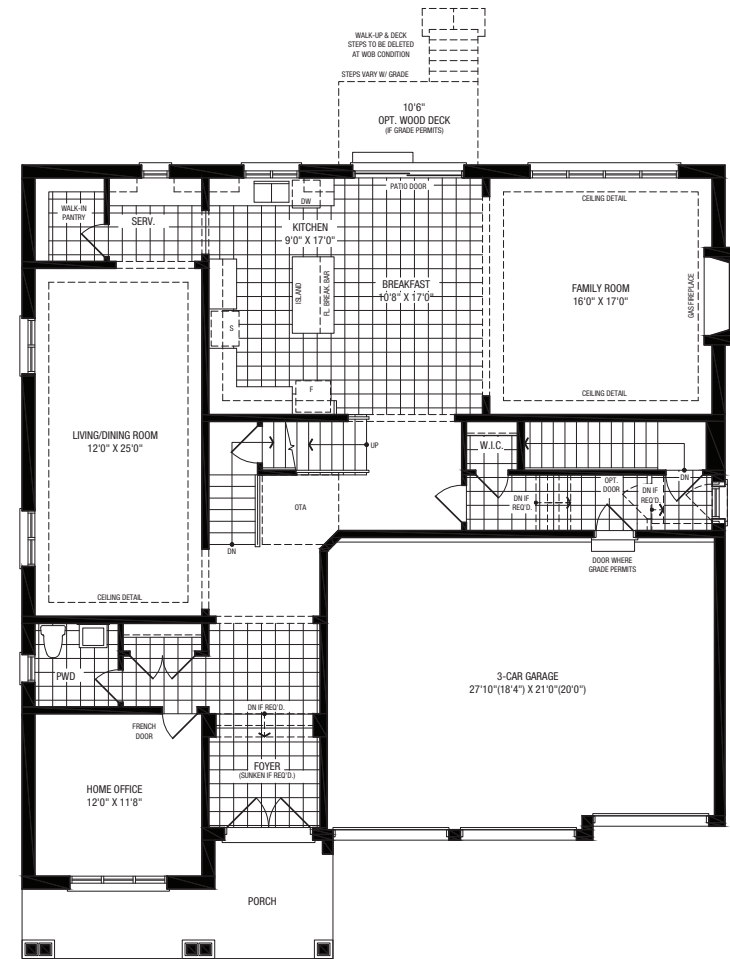 WALK-UP & DECK
STEPS TO BE DELETED
AT WOB CONDITION
STEPS VARY W/ GRADE
10'6"
OPT. WOOD DECK
(IF GRADE PERMITS)
PATIO DOOR
WALK-IN
PANTRY
SERV.
DW
KITCHEN
9'0" X 17'0"
ISLAND
FL. BREAK BAR
S
F
BREAKFAST
10'8" X 17'0"
CEILING DETAIL
FAMILY ROOM
16'0" X 17'0"
GAS FIREPLACE
CEILING DETAIL
LIVING/DINING ROOM
12'0" X 25'0"
CEILING DETAIL
UP
W.I.C.
DN
OTA
DN
DN IF
REQ'D.
OPT.
DOOR
DN IF
REQ'D.
DOOR WHERE
GRADE PERMITS
3-CAR GARAGE
27'10"(18'4") X 21'0"(20'0")
PWD
FRENCH
DOOR
DN IF REQ'D.
FOYER
(SUNKEN IF REQ'D.)
HOME OFFICE
12'0" X 11'8"
PORCH